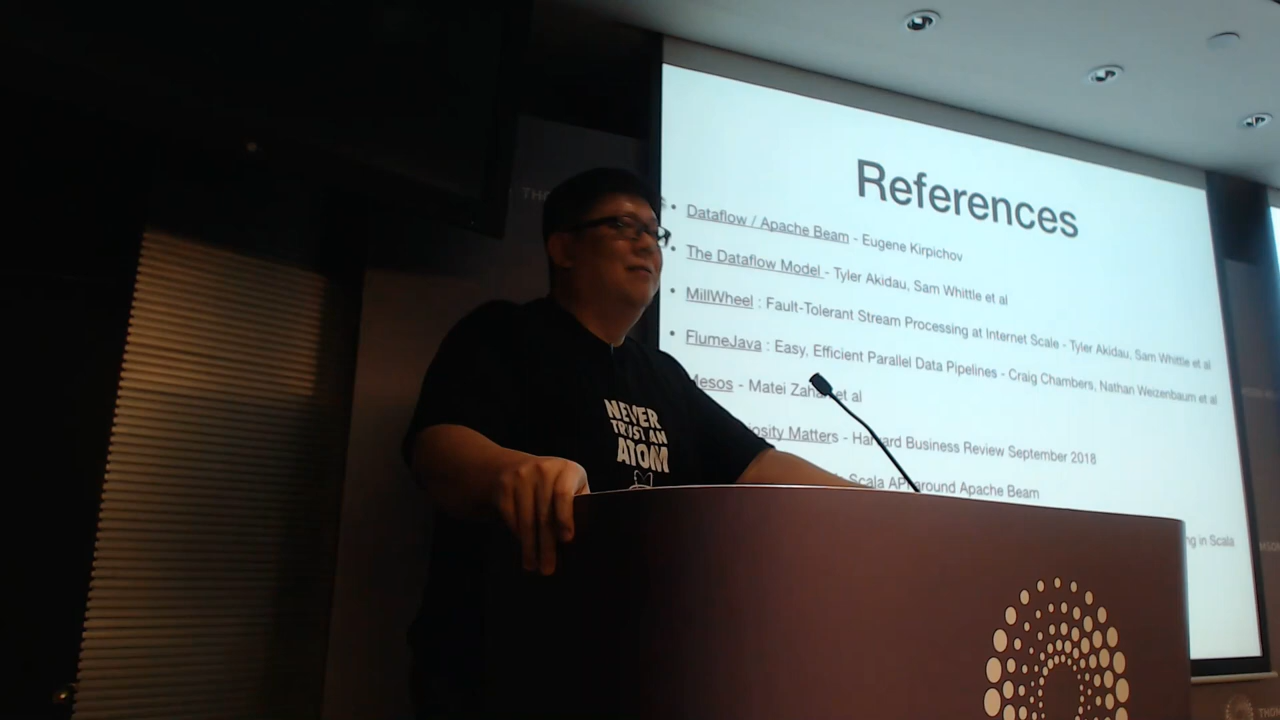 References
Dataflow / Apache Beam - Eugene Kirpichov
The Dataflow Model - Tyler Akidau, Sam Whittle et al
MillWheel : Fault-Tolerant Stream Processing at Internet Scale - Tyler Akidau, Sam Whittle et al
FlumeJava : Easy, Efficient Parallel Data Pipelines - Craig Chambers, Nathan Weizenbaum et al
Mesos - Matei et al
Matters - Harvard Business Review September 2018
Scala API around Apache Beam
in Scala
NEVER
TRUST AN
ATOM